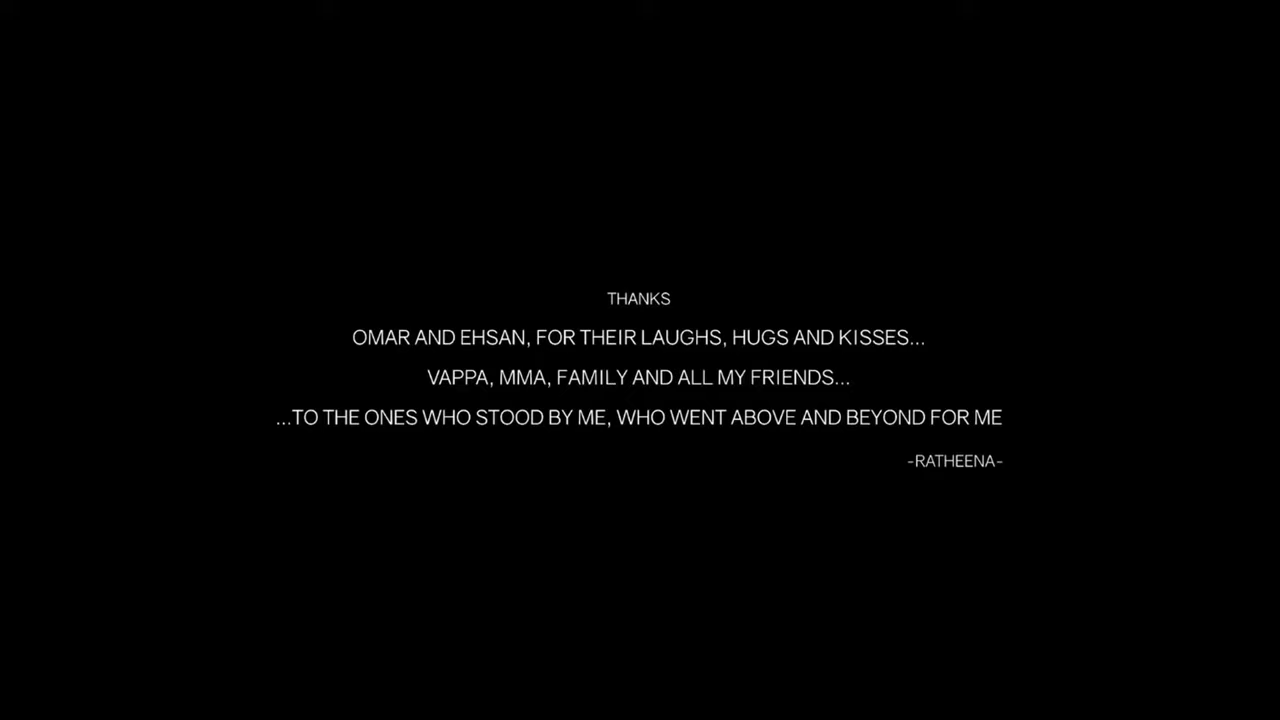 THANKS
OMAR AND EHSAN, FOR THEIR LAUGHS, HUGS AND KISSES...
VAPPA, MMA, FAMILY AND ALL MY FRIENDS...
...TO THE ONES WHO STOOD BY ME, WHO WENT ABOVE AND BEYOND FOR ME
-RATHEENA-